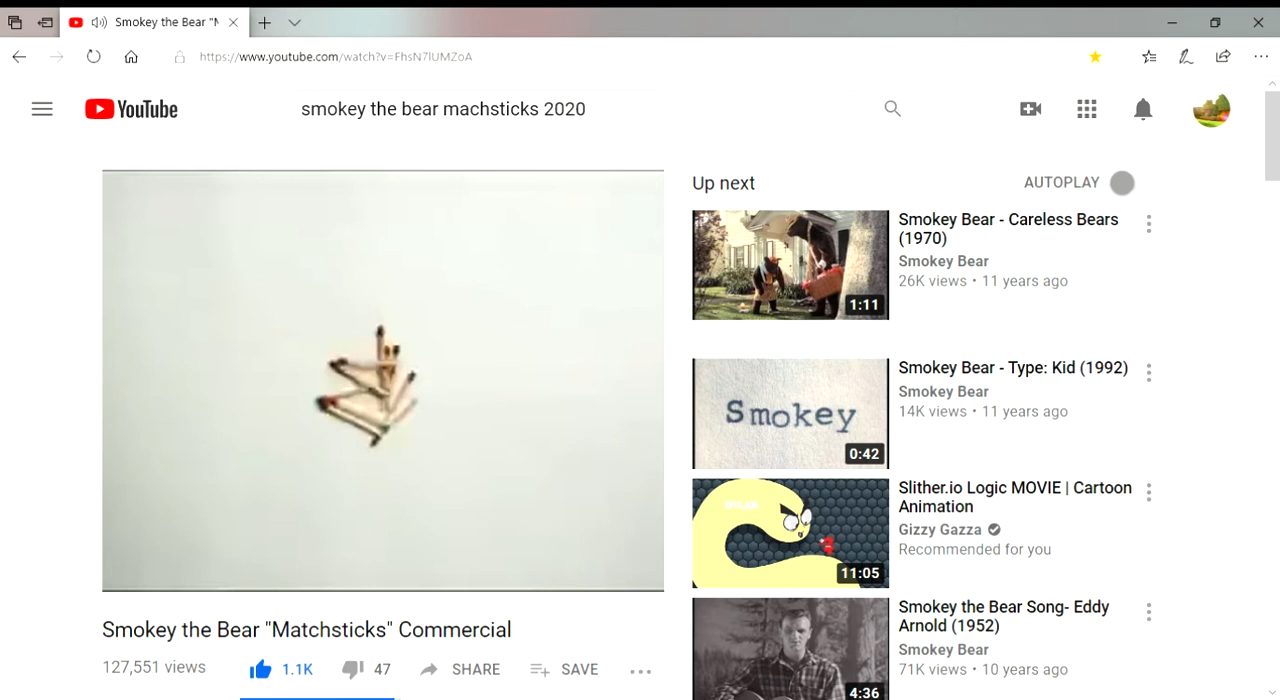 Smokey the Bear "M
https://www.youtube.com/watch?v=FhsN7lUMZoA
YouTube
smokey the bear machsticks 2020
Up next
AUTOPLAY
Smokey Bear - Careless Bears
(1970)
Smokey Bear
26K views • 11 years ago
1:11
Smokey Bear - Type: Kid (1992)
Smokey Bear
14K views • 11 years ago
Smokey
0:42
Slither.io Logic MOVIE | Cartoon
Animation
Gizzy Gazza
Recommended for you
11:05
Smokey the Bear Song- Eddy
Arnold (1952)
Smokey Bear
71K views • 10 years ago
4:36
Smokey the Bear "Matchsticks" Commercial
127,551 views
1.1K
47
SHARE
SAVE